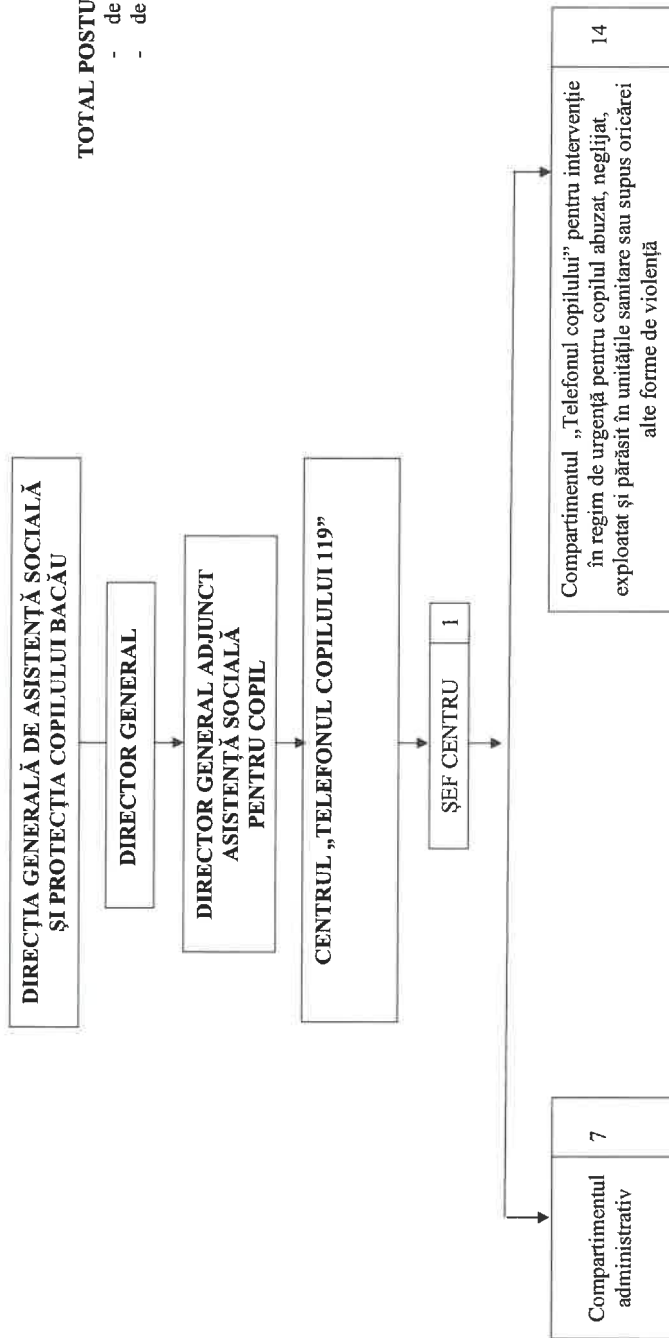 TOTAL POSTU
- de
- de
DIRECȚIA GENERALĂ DE ASISTENȚĂ SOCIALĂ
ȘI PROTECȚIA COPILULUI BACĂU
DIRECTOR GENERAL
DIRECTOR GENERAL ADJUNCT
ASISTENȚĂ SOCIALĂ
PENTRU COPIL
CENTRUL „TELEFONUL COPILULUI 119”
ȘEF CENTRU 1
Compartimentul
administrativ
7
Compartimentul „Telefonul copilului” pentru intervenție
în regim de urgență pentru copilul abuzat, neglijat,
exploatat și părăsit în unitățile sanitare sau supus oricărei
alte forme de violență
14